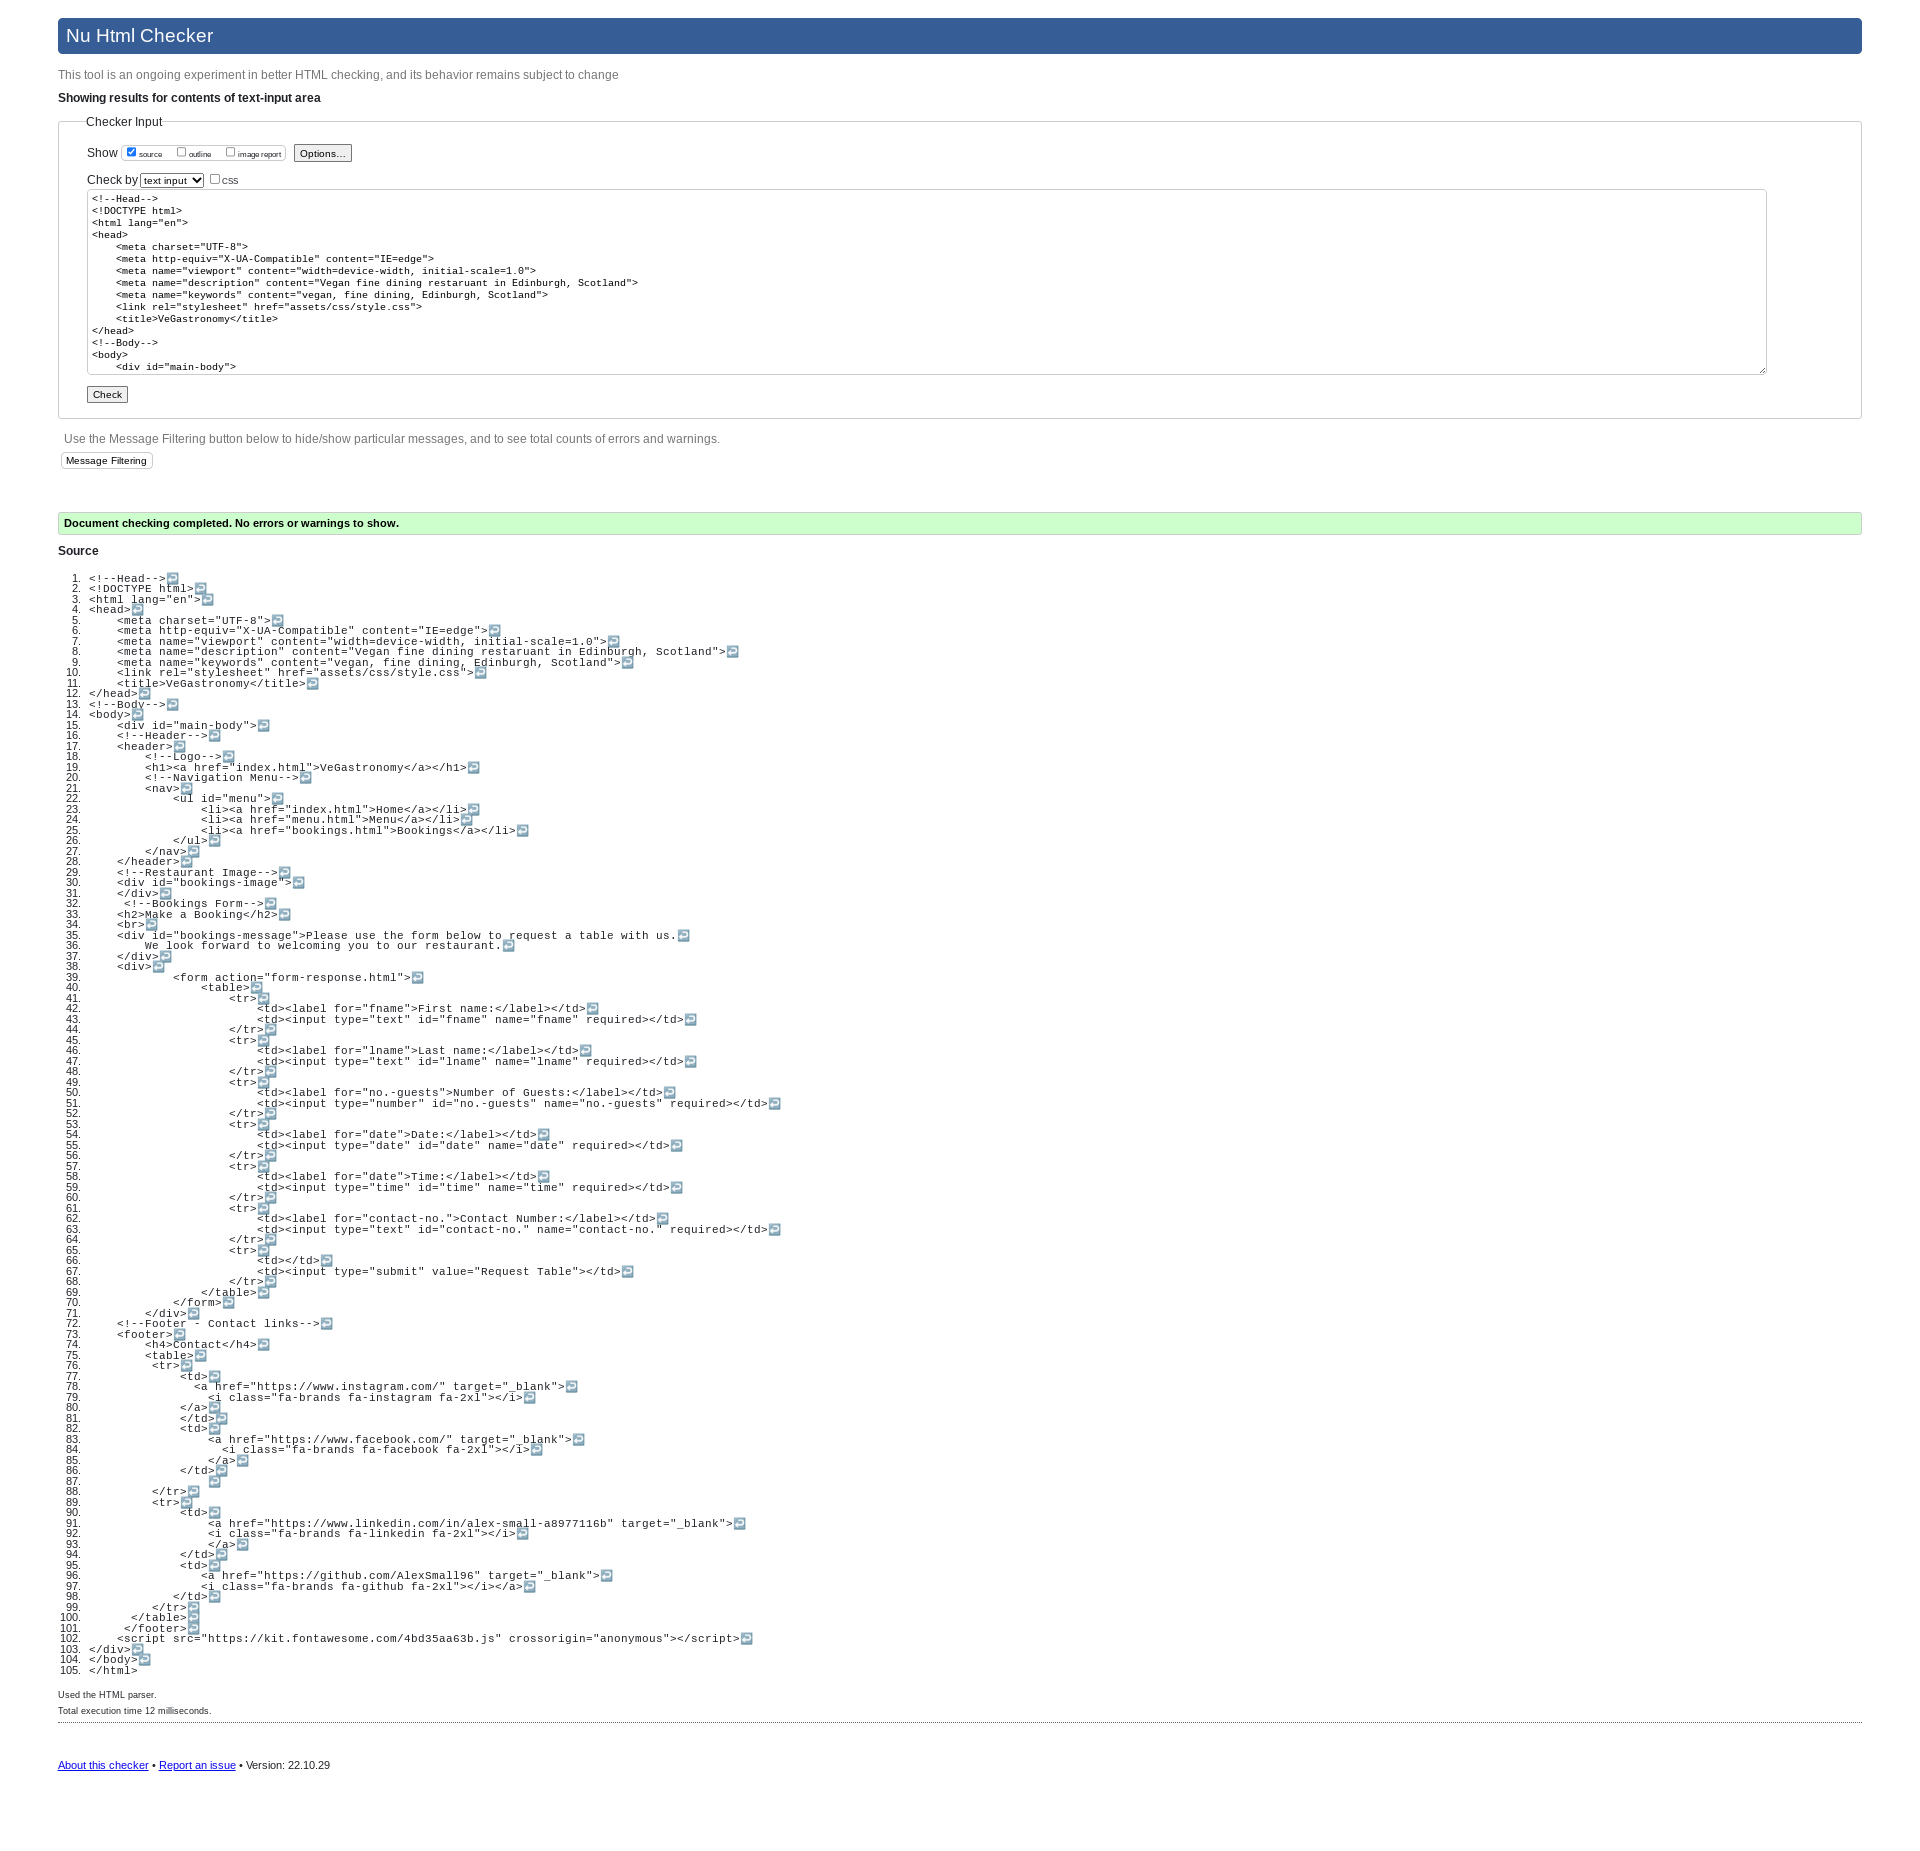 Nu Html Checker
This tool is an ongoing experiment in better HTML checking, and its behavior remains subject to change
Showing results for contents of text-input area
Checker Input
Show source outline image report Options...
Check by text input CSS
<!--Head-->
<!DOCTYPE html>
<html lang="en">
<head>
    <meta charset="UTF-8">
    <meta http-equiv="X-UA-Compatible" content="IE=edge">
    <meta name="viewport" content="width=device-width, initial-scale=1.0">
    <meta name="description" content="Vegan fine dining restaruant in Edinburgh, Scotland">
    <meta name="keywords" content="vegan, fine dining, Edinburgh, Scotland">
    <link rel="stylesheet" href="assets/css/style.css">
    <title>VeGastronomy</title>
</head>
<!--Body-->
<body>
    <div id="main-body">
Check
Use the Message Filtering button below to hide/show particular messages, and to see total counts of errors and warnings.
Message Filtering
Document checking completed. No errors or warnings to show.
Source
1. <!--Head-->↩
2. <!DOCTYPE html>↩
3. <html lang="en">↩
4. <head>↩
5.     <meta charset="UTF-8">↩
6.     <meta http-equiv="X-UA-Compatible" content="IE=edge">↩
7.     <meta name="viewport" content="width=device-width, initial-scale=1.0">↩
8.     <meta name="description" content="Vegan fine dining restaruant in Edinburgh, Scotland">↩
9.     <meta name="keywords" content="vegan, fine dining, Edinburgh, Scotland">↩
10.     <link rel="stylesheet" href="assets/css/style.css">↩
11.     <title>VeGastronomy</title>↩
12. </head>↩
13. <!--Body-->↩
14. <body>↩
15.     <div id="main-body">↩
16.     <!--Header-->↩
17.     <header>↩
18.         <!--Logo-->↩
19.         <h1><a href="index.html">VeGastronomy</a></h1>↩
20.         <!--Navigation Menu-->↩
21.         <nav>↩
22.             <ul id="menu">↩
23.                 <li><a href="index.html">Home</a></li>↩
24.                 <li><a href="menu.html">Menu</a></li>↩
25.                 <li><a href="bookings.html">Bookings</a></li>↩
26.             </ul>↩
27.         </nav>↩
28.     </header>↩
29.     <!--Restaurant Image-->↩
30.     <div id="bookings-image">↩
31.     </div>↩
32.      <!--Bookings Form-->↩
33.     <h2>Make a Booking</h2>↩
34.     <br>↩
35.     <div id="bookings-message">Please use the form below to request a table with us.↩
36.         We look forward to welcoming you to our restaurant.↩
37.     </div>↩
38.     <div>↩
39.             <form action="form-response.html">↩
40.                 <table>↩
41.                     <tr>↩
42.                         <td><label for="fname">First name:</label></td>↩
43.                         <td><input type="text" id="fname" name="fname" required></td>↩
44.                     </tr>↩
45.                     <tr>↩
46.                         <td><label for="lname">Last name:</label></td>↩
47.                         <td><input type="text" id="lname" name="lname" required></td>↩
48.                     </tr>↩
49.                     <tr>↩
50.                         <td><label for="no.-guests">Number of Guests:</label></td>↩
51.                         <td><input type="number" id="no.-guests" name="no.-guests" required></td>↩
52.                     </tr>↩
53.                     <tr>↩
54.                         <td><label for="date">Date:</label></td>↩
55.                         <td><input type="date" id="date" name="date" required></td>↩
56.                     </tr>↩
57.                     <tr>↩
58.                         <td><label for="date">Time:</label></td>↩
59.                         <td><input type="time" id="time" name="time" required></td>↩
60.                     </tr>↩
61.                     <tr>↩
62.                         <td><label for="contact-no.">Contact Number:</label></td>↩
63.                         <td><input type="text" id="contact-no." name="contact-no." required></td>↩
64.                     </tr>↩
65.                     <tr>↩
66.                         <td></td>↩
67.                         <td><input type="submit" value="Request Table"></td>↩
68.                     </tr>↩
69.                 </table>↩
70.             </form>↩
71.         </div>↩
72.     <!--Footer - Contact links-->↩
73.     <footer>↩
74.         <h4>Contact</h4>↩
75.         <table>↩
76.          <tr>↩
77.              <td>↩
78.                <a href="https://www.instagram.com/" target="_blank">↩
79.                  <i class="fa-brands fa-instagram fa-2xl"></i>↩
80.              </a>↩
81.              </td>↩
82.              <td>↩
83.                  <a href="https://www.facebook.com/" target="_blank">↩
84.                    <i class="fa-brands fa-facebook fa-2xl"></i>↩
85.                  </a>↩
86.              </td>↩
87.                  ↩
88.          </tr>↩
89.          <tr>↩
90.              <td>↩
91.                  <a href="https://www.linkedin.com/in/alex-small-a8977116b" target="_blank">↩
92.                  <i class="fa-brands fa-linkedin fa-2xl"></i>↩
93.                  </a>↩
94.              </td>↩
95.              <td>↩
96.                 <a href="https://github.com/AlexSmall96" target="_blank">↩
97.                 <i class="fa-brands fa-github fa-2xl"></i></a>↩
98.             </td>↩
99.          </tr>↩
100.       </table>↩
101.      </footer>↩
102.     <script src="https://kit.fontawesome.com/4bd35aa63b.js" crossorigin="anonymous"></script>↩
103. </div>↩
104. </body>↩
105. </html>
Used the HTML parser.
Total execution time 12 milliseconds.
About this checker • Report an issue • Version: 22.10.29